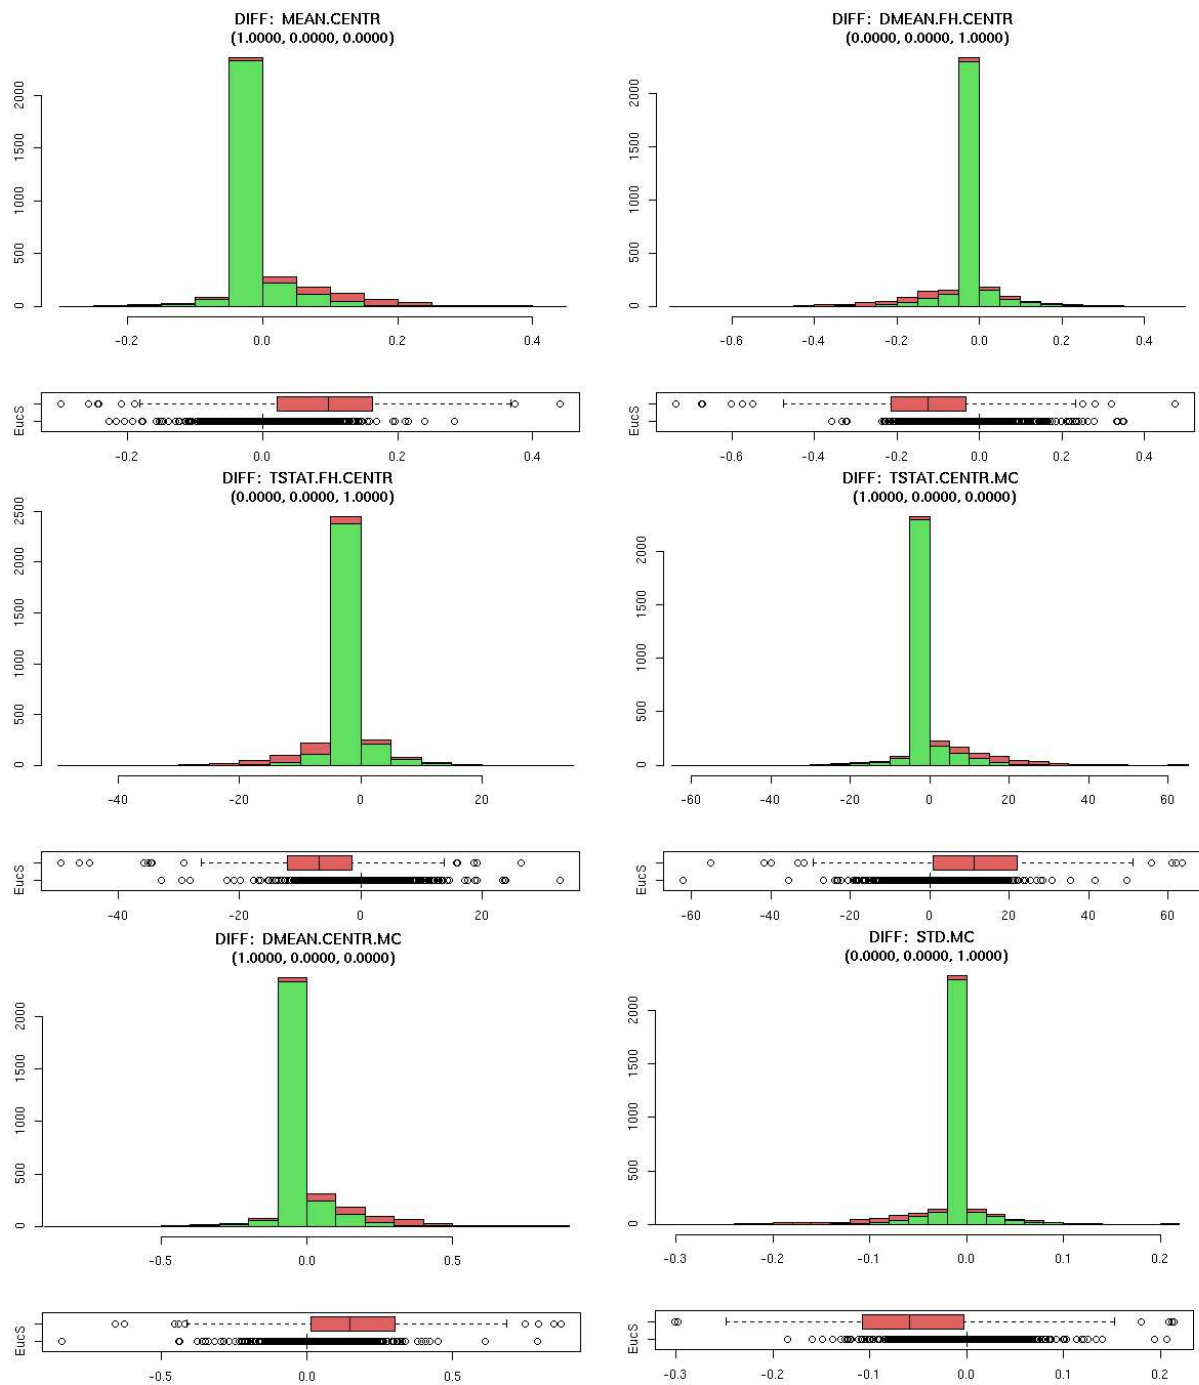 DIFF: MEAN.CENTR
(1.0000, 0.0000, 0.0000)
2000
1500
1000
500
0
-0.2 0.0 0.2 0.4
EucS
-0.2 0.0 0.2 0.4
DIFF: DMEAN.FH.CENTR
(0.0000, 0.0000, 1.0000)
2000
1500
1000
500
0
-0.6 -0.4 -0.2 0.0 0.2 0.4
EucS
-0.6 -0.4 -0.2 0.0 0.2 0.4
DIFF: TSTAT.FH.CENTR
(0.0000, 0.0000, 1.0000)
2500
2000
1500
1000
500
0
-40 -20 0 20
EucS
-40 -20 0 20
DIFF: TSTAT.CENTR.MC
(1.0000, 0.0000, 0.0000)
2000
1500
1000
500
0
-60 -40 -20 0 20 40 60
EucS
-60 -40 -20 0 20 40 60
DIFF: DMEAN.CENTR.MC
(1.0000, 0.0000, 0.0000)
2000
1500
1000
500
0
-0.5 0.0 0.5
EucS
-0.5 0.0 0.5
DIFF: STD.MC
(0.0000, 0.0000, 1.0000)
2000
1500
1000
500
0
-0.3 -0.2 -0.1 0.0 0.1 0.2
EucS
-0.3 -0.2 -0.1 0.0 0.1 0.2